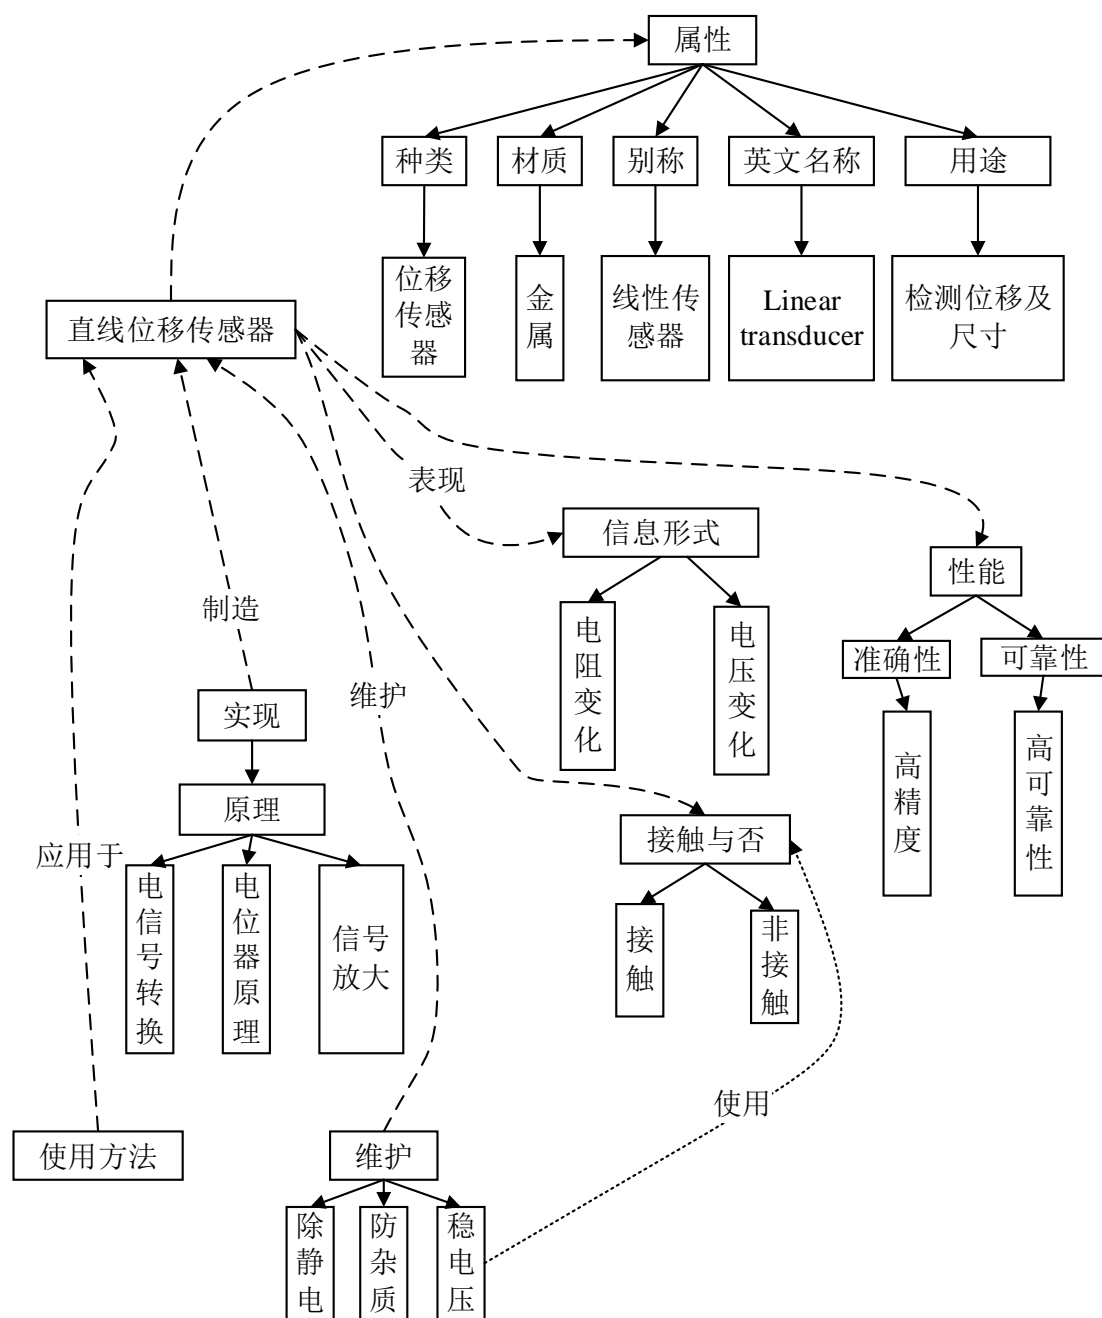 属性
种类
材质
别称
英文名称
用途
位移
传感
器
金
属
线性传
感器
Linear
transducer
检测位移及
尺寸
直线位移传感器
表现
信息形式
性能
电
阻
变
化
电
压
变
化
准确性
可靠性
高
精
度
高
可
靠
性
制造
维护
实现
原理
应用于
电
信
号
转
换
电
位
器
原
理
信号
放大
接触与否
接
触
非
接
触
使用
使用方法
维护
除
静
电
防
杂
质
稳
电
压